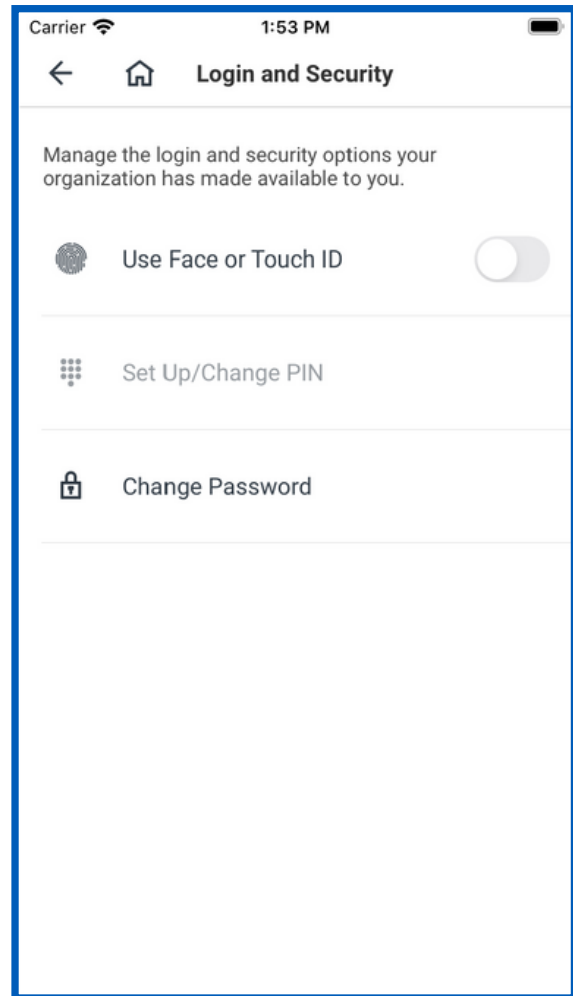 Carrier
1:53 PM
Login and Security
Manage the login and security options your
organization has made available to you.
Use Face or Touch ID
Set Up/Change PIN
Change Password